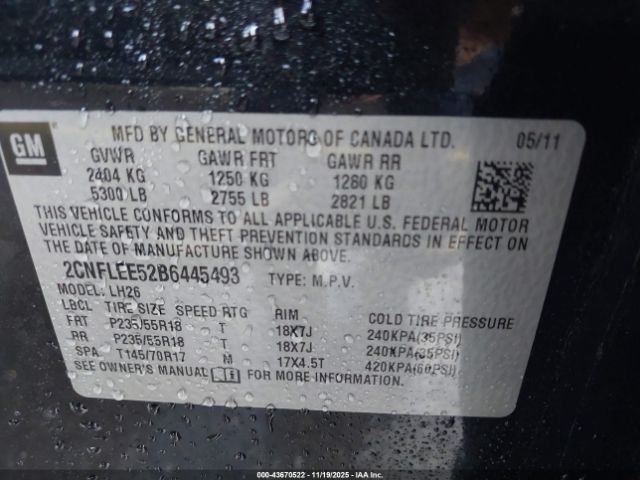 GM
MFD BY GENERAL MOTORS OF CANADA LTD. 05/11
GVWR GAWR FRT GAWR RR
2404 KG 1250 KG 1280 KG
5300 LB 2755 LB 2821 LB
THIS VEHICLE CONFORMS TO ALL APPLICABLE U.S. FEDERAL MOTOR
VEHICLE SAFETY AND THEFT PREVENTION STANDARDS IN EFFECT ON
THE DATE OF MANUFACTURE SHOWN ABOVE.
2CNFLEE52B6445493 TYPE: M.P.V.
MODEL: LH26
LBCL TIRE SIZE SPEED RTG RIM COLD TIRE PRESSURE
FRT P235/55R18 T 18X7J 240KPA(35PSI)
RR P235/55R18 T 18X7J 240KPA(35PSI)
SPA T145/70R17 M 17X4.5T 420KPA(60PSI)
SEE OWNER'S MANUAL FOR MORE INFORMATION.
000-43670522 - 11/19/2025 - IAAI.COM